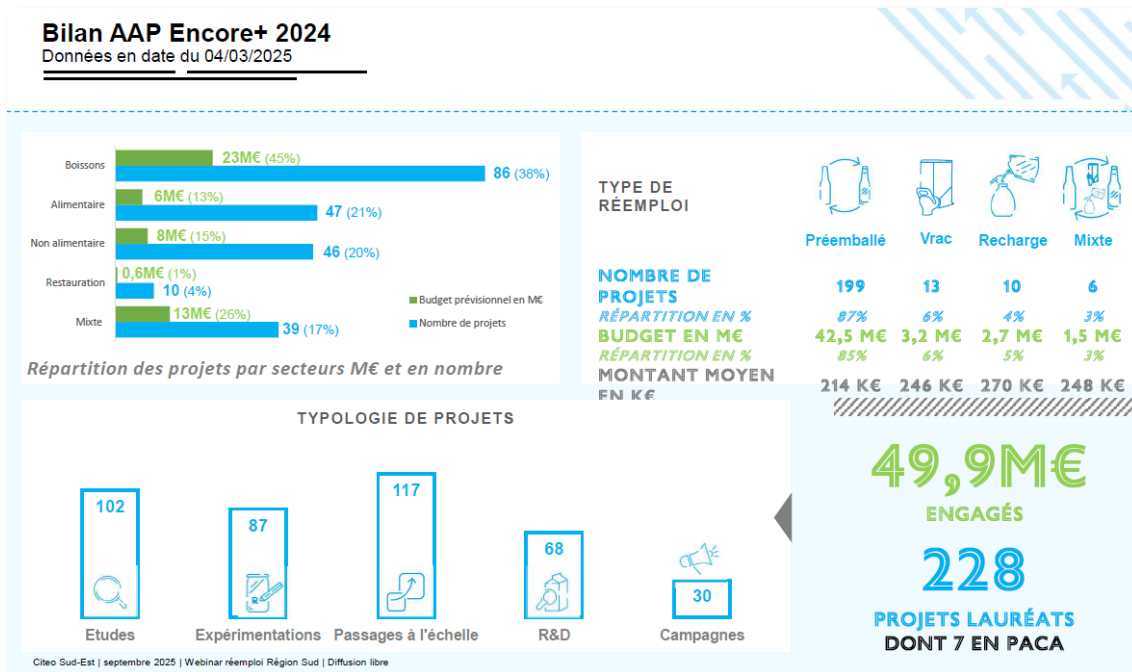 Bilan AAP Encore+ 2024
Données en date du 04/03/2025
Boissons
23M€ (45%)
86 (38%)
Alimentaire
6M€ (13%)
47 (21%)
Non alimentaire
8M€ (15%)
46 (20%)
Restauration
0,6M€ (1%)
10 (4%)
Mixte
13M€ (26%)
39 (17%)
Budget prévisionnel en M€
Nombre de projets
Répartition des projets par secteurs M€ et en nombre
TYPE DE
RÉEMPLOI
Préemballé Vrac Recharge Mixte
NOMBRE DE
PROJETS
199 13 10 6
RÉPARTITION EN % 87% 6% 4% 3%
BUDGET EN M€ 42,5 M€ 3,2 M€ 2,7 M€ 1,5 M€
RÉPARTITION EN % 85% 6% 5% 3%
MONTANT MOYEN
EN K€
214 K€ 246 K€ 270 K€ 248 K€
TYPOLOGIE DE PROJETS
102
87
117
68
30
Etudes Expérimentations Passages à l'échelle R&D Campagnes
49,9M€
ENGAGÉS
228
PROJETS LAURÉATS
DONT 7 EN PACA
Citeo Sud-Est | septembre 2025 | Webinar réemploi Région Sud | Diffusion libre